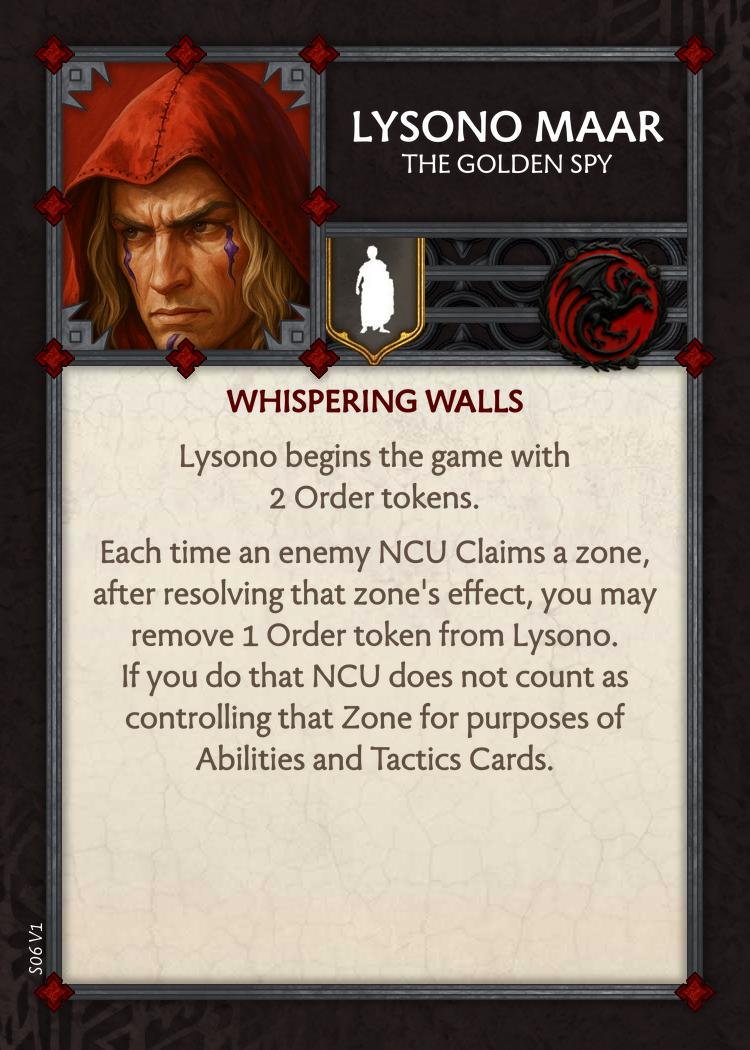 LYSONO MAAR
THE GOLDEN SPY
WHISPERING WALLS
Lysono begins the game with
2 Order tokens.
Each time an enemy NCU Claims a zone,
after resolving that zone's effect, you may
remove 1 Order token from Lysono.
If you do that NCU does not count as
controlling that Zone for purposes of
Abilities and Tactics Cards.
S06 V1